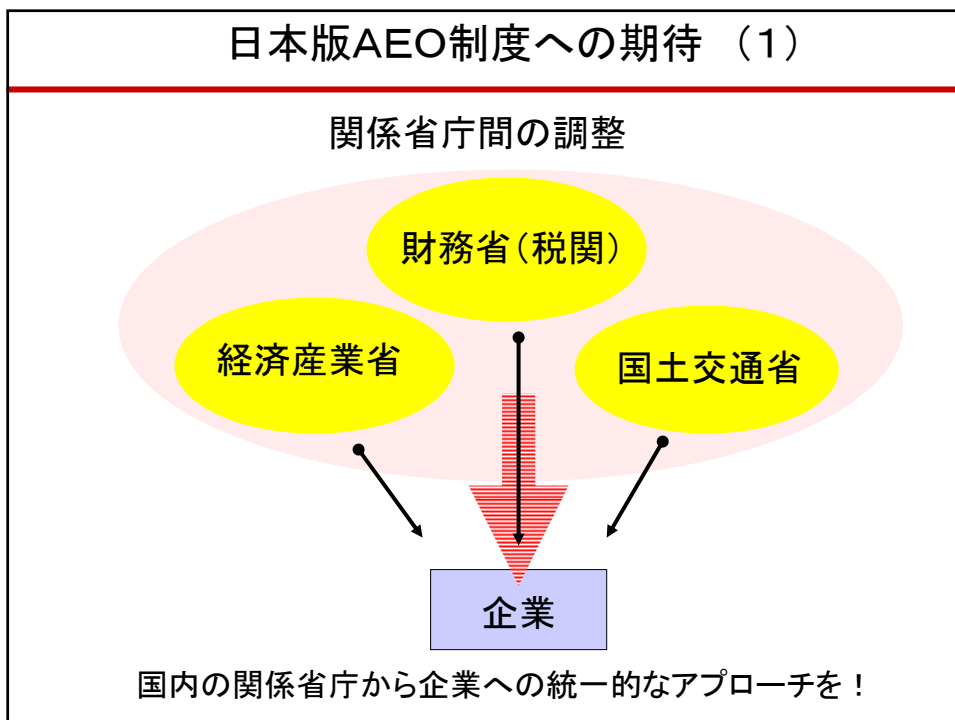 日本版AEO制度への期待 (1)
関係省庁間の調整
財務省(税関)
経済産業省
国土交通省
企業
国内の関係省庁から企業への統一的なアプローチを!